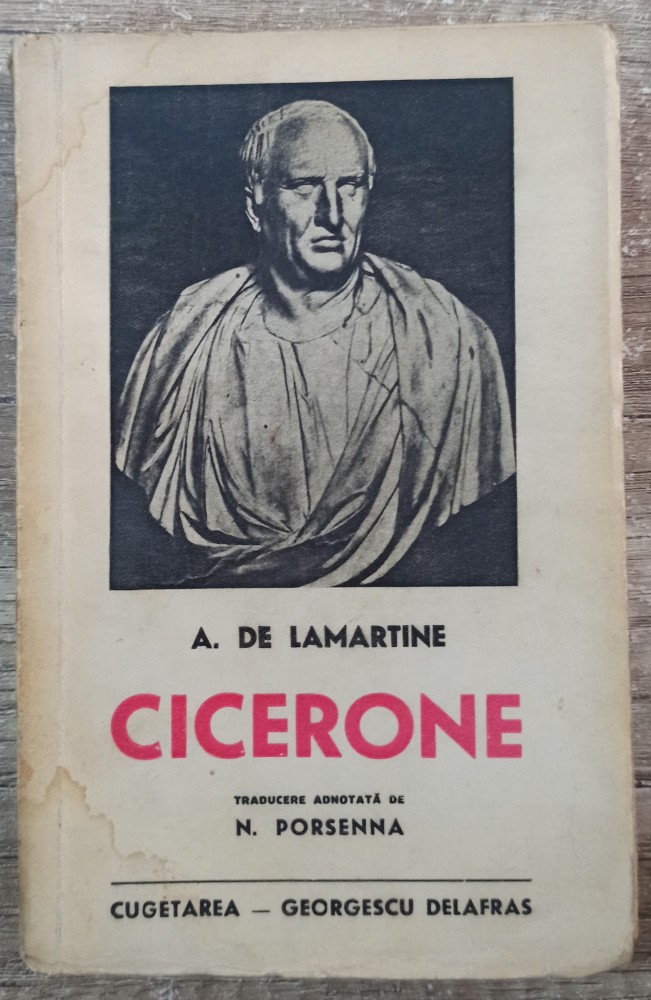 A. DE LAMARTINE
CICERONE
TRADUCERE ADNOTATĂ DE
N. PORSENNA
CUGETAREA — GEORGESCU DELAFRAS